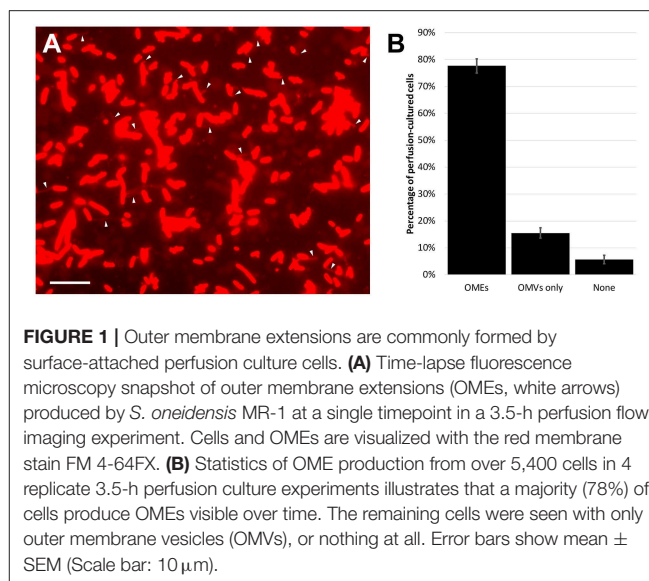 A
B
Percentage of perfusion-cultured cells
90%
80%
70%
60%
50%
40%
30%
20%
10%
0%
OMEs OMVs only None
FIGURE 1 | Outer membrane extensions are commonly formed by
surface-attached perfusion culture cells. (A) Time-lapse fluorescence
microscopy snapshot of outer membrane extensions (OMEs, white arrows)
produced by S. oneidensis MR-1 at a single timepoint in a 3.5-h perfusion flow
imaging experiment. Cells and OMEs are visualized with the red membrane
stain FM 4-64FX. (B) Statistics of OME production from over 5,400 cells in 4
replicate 3.5-h perfusion culture experiments illustrates that a majority (78%) of
cells produce OMEs visible over time. The remaining cells were seen with only
outer membrane vesicles (OMVs), or nothing at all. Error bars show mean ±
SEM (Scale bar: 10 μm).